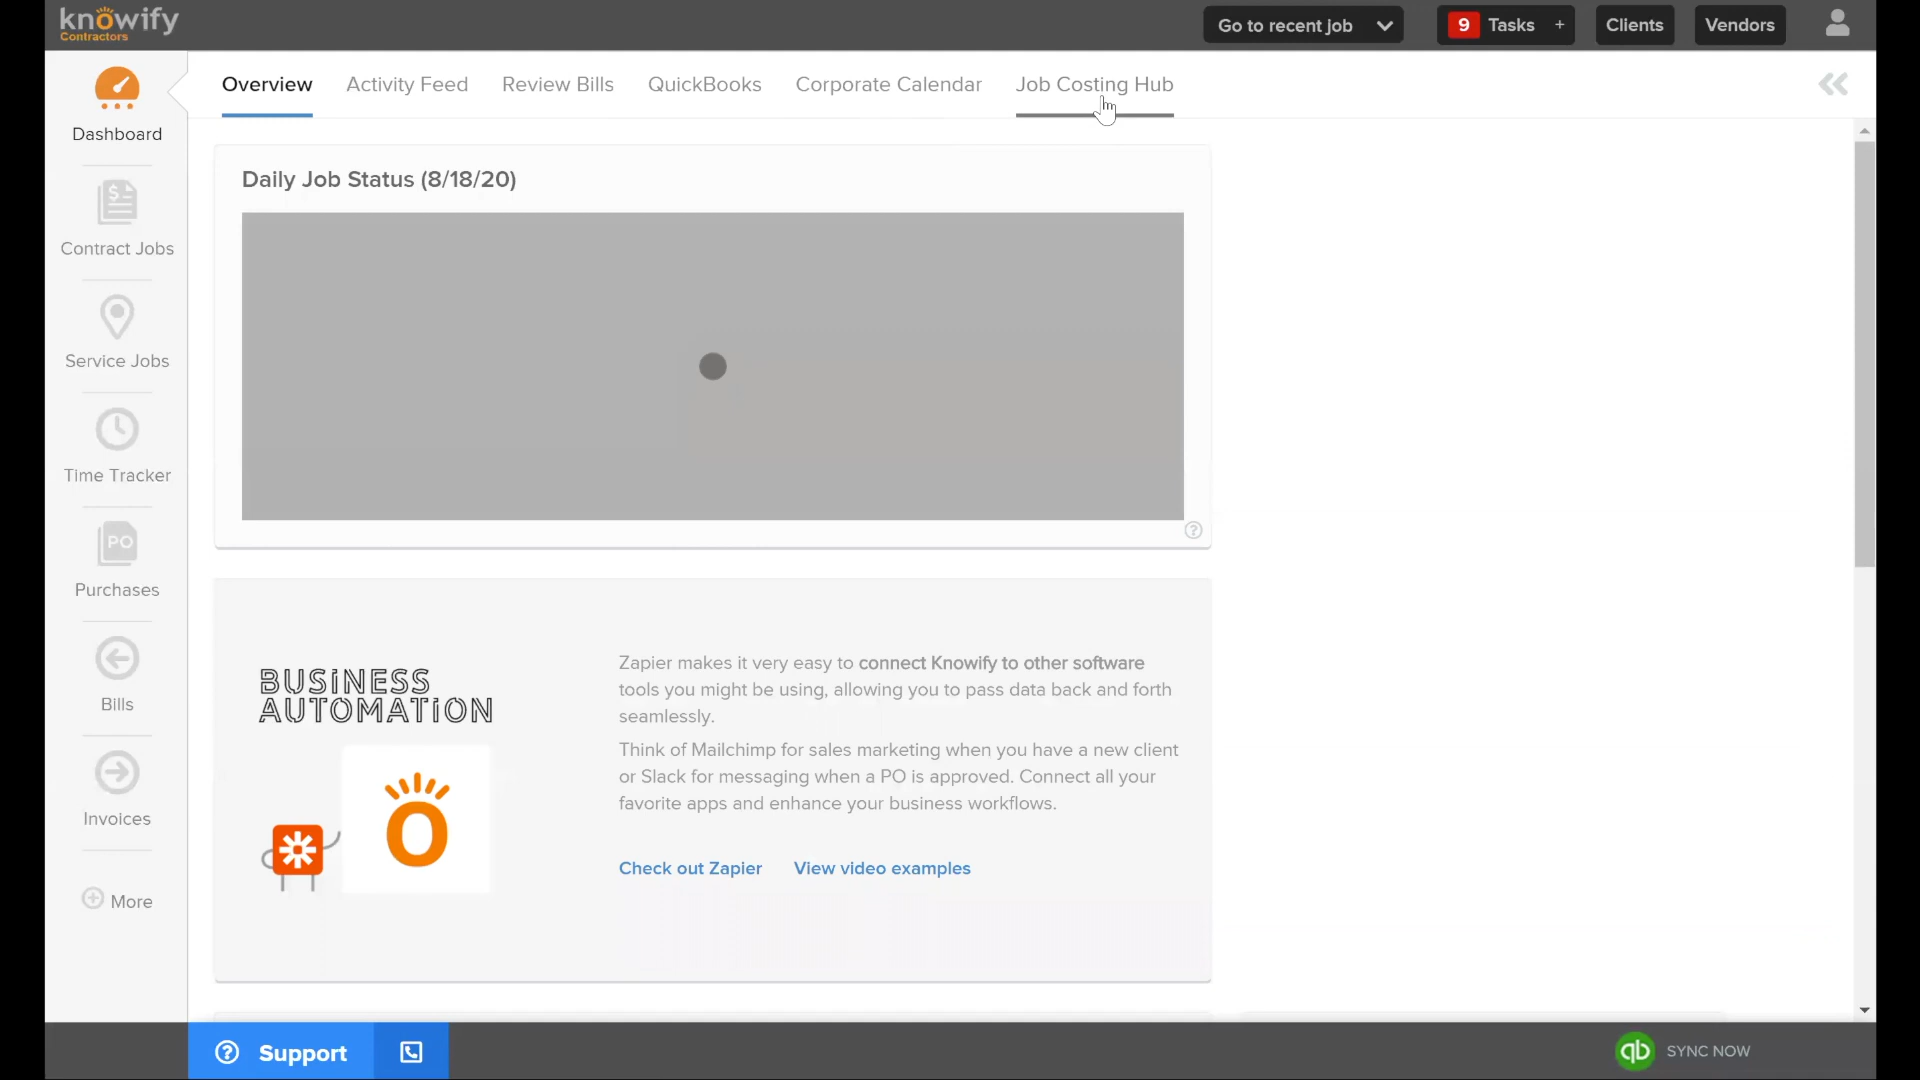 knowify
Contractors
Go to recent job
9 Tasks +
Clients
Vendors
Overview
Activity Feed
Review Bills
QuickBooks
Corporate Calendar
Job Costing Hub
Dashboard
Contract Jobs
Service Jobs
Time Tracker
PO
Purchases
Bills
Invoices
More
Daily Job Status (8/18/20)
BUSiNESS
AUTOMATiON
Zapier makes it very easy to connect Knowify to other software
tools you might be using, allowing you to pass data back and forth
seamlessly.
Think of Mailchimp for sales marketing when you have a new client
or Slack for messaging when a PO is approved. Connect all your
favorite apps and enhance your business workflows.
Check out Zapier
View video examples
Support
qb SYNC NOW